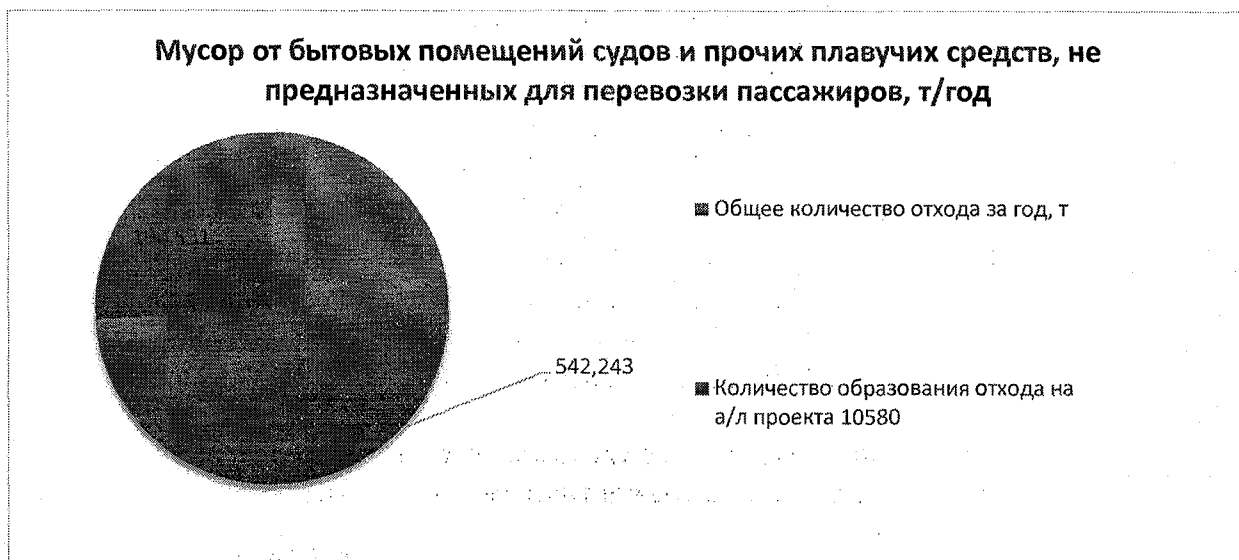 Мусор от бытовых помещений судов и прочих плавучих средств, не
предназначенных для перевозки пассажиров, т/год
Общее количество отхода за год, т
542,243
Количество образования отхода на
а/л проекта 10580